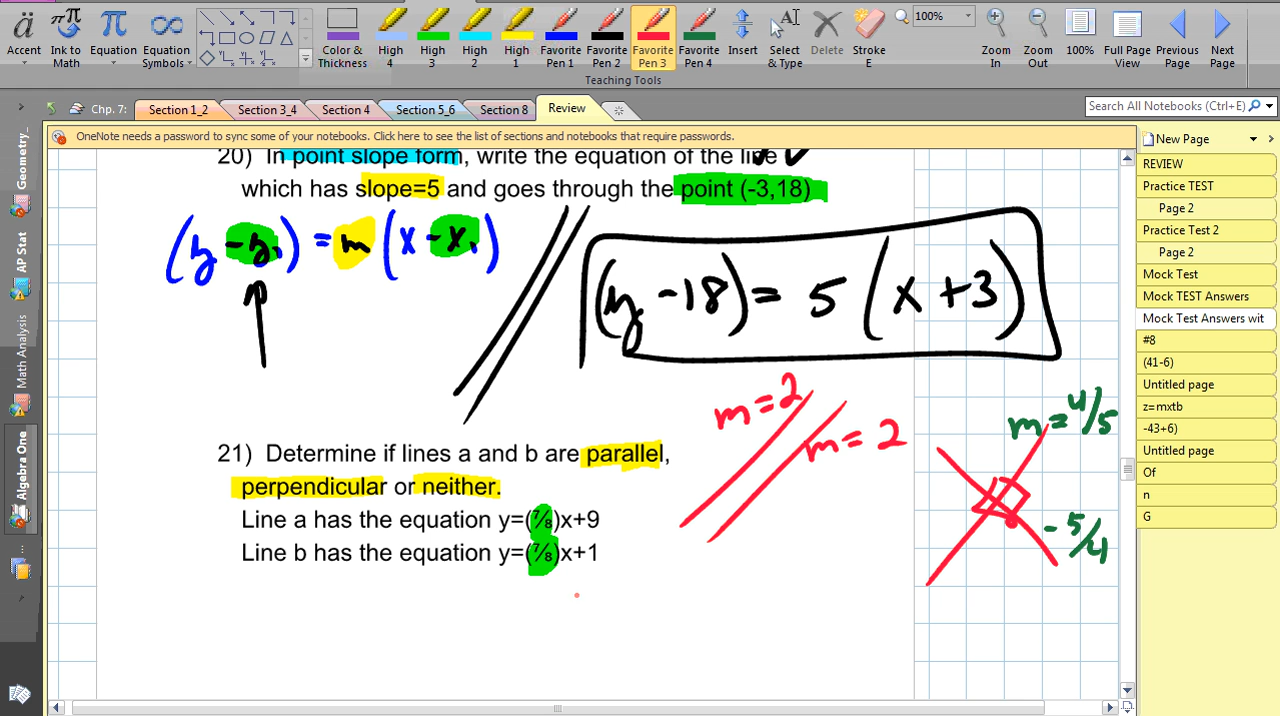 Accent
Ink to Math
Equation
Equation Symbols
Color & Thickness
High 4
High 3
High 2
High 1
Favorite Pen 1
Favorite Pen 2
Favorite Pen 3
Favorite Pen 4
Insert
Select & Type
Delete
Stroke E
100%
Zoom In
Zoom Out
100%
Full Page View
Previous Page
Next Page
Teaching Tools
Chp. 7:
Section 1_2
Section 3_4
Section 4
Section 5_6
Section 8
Review
Search All Notebooks (Ctrl+E)
OneNote needs a password to sync some of your notebooks. Click here to see the list of sections and notebooks that require passwords.
New Page
REVIEW
Practice TEST
Page 2
Practice Test 2
Page 2
Mock Test
Mock TEST Answers
Mock Test Answers wit
#8
(41-6)
Untitled page
z=mxtb
-43+6)
Untitled page
Of
n
G
Geometry
AP Stat
Math Analysis
Algebra One
20) In point slope form, write the equation of the line
which has slope=5 and goes through the point (-3,18)
(y - y₁) = m (x - x₁)
(y - 18) = 5 (x + 3)
m = 2
m = 2
m = 4/5
- 5/4
21) Determine if lines a and b are parallel,
perpendicular or neither.
Line a has the equation y=(⅞)x+9
Line b has the equation y=(⅞)x+1